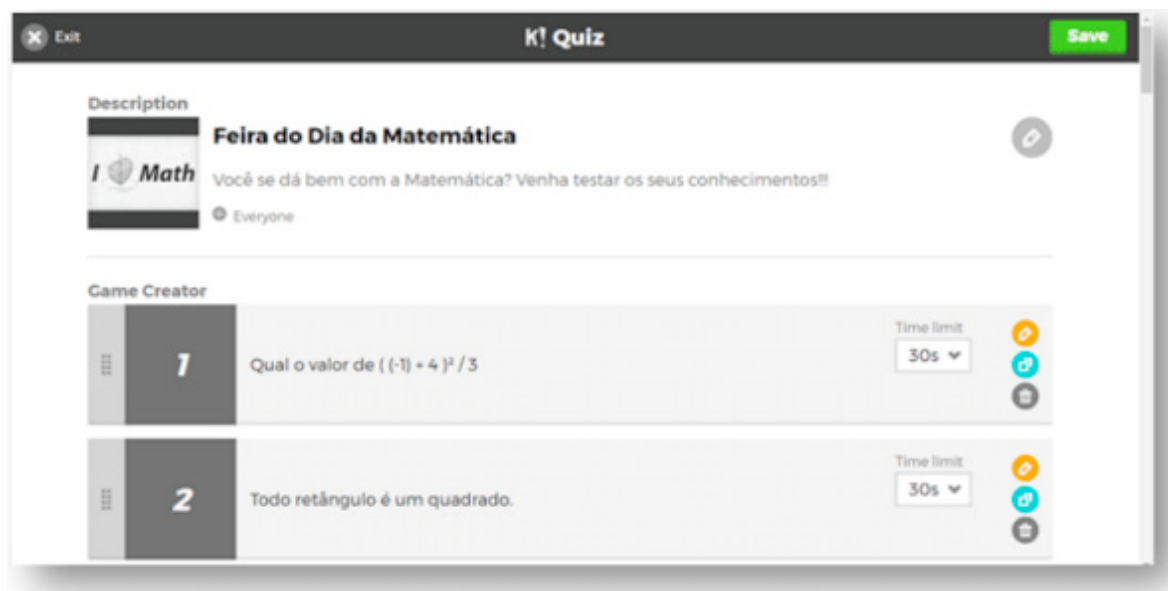 Exit
K! Quiz
Save
Description
I Math
Feira do Dia da Matemática
Você se dá bem com a Matemática? Venha testar os seus conhecimentos!!!
Everyone
Game Creator
1
Qual o valor de ( (-1) + 4 )² / 3
Time limit
30s
2
Todo retângulo é um quadrado.
Time limit
30s